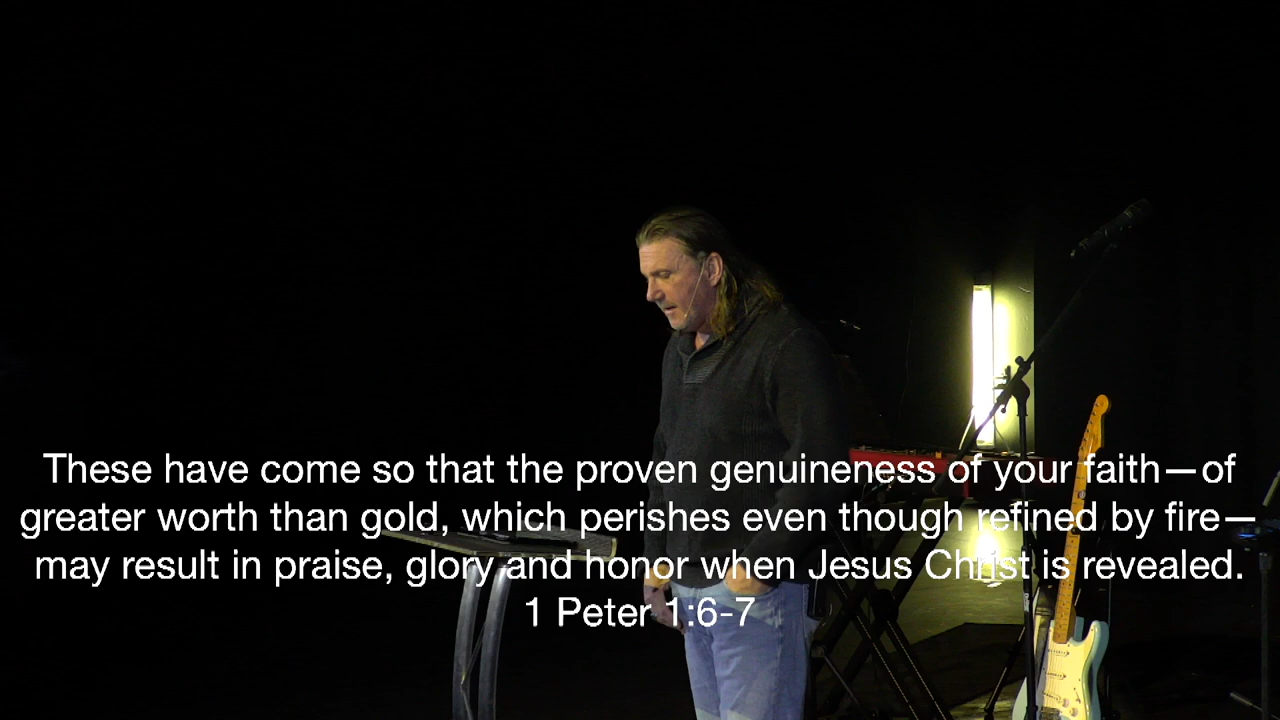 These have come so that the proven genuineness of your faith—of
greater worth than gold, which perishes even though refined by fire—
may result in praise, glory and honor when Jesus Christ is revealed.
1 Peter 1:6-7